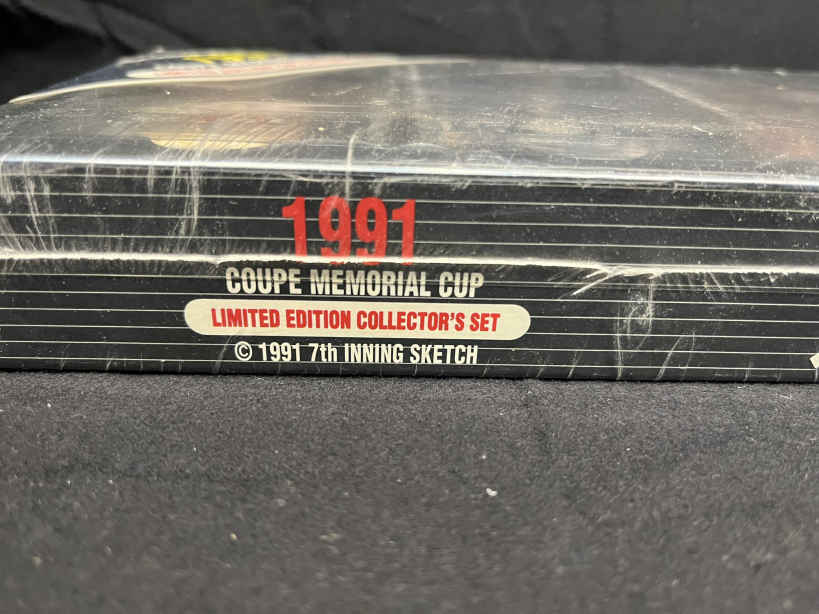 1991
COUPE MEMORIAL CUP
LIMITED EDITION COLLECTOR'S SET
© 1991 7th INNING SKETCH